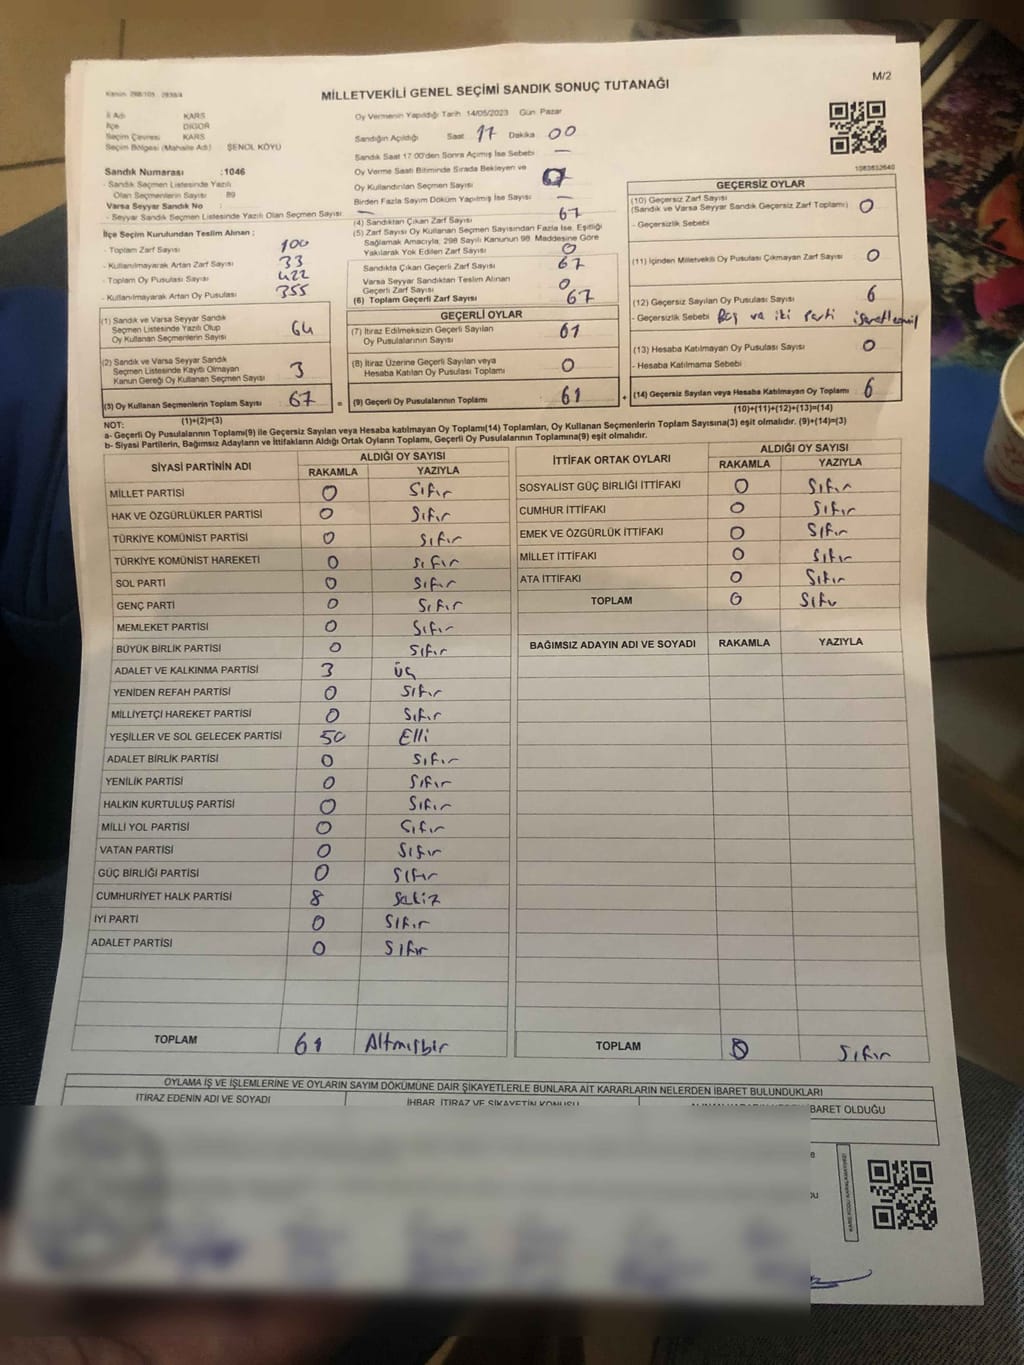 M/2
MİLLETVEKİLİ GENEL SEÇİMİ SANDIK SONUÇ TUTANAĞI
İl Adı KARS
İlçe DİGOR
Seçim Çevresi KARS
Seçim Bölgesi (Mahalle Adı) ŞENOL KÖYÜ
Sandık Numarası :1046
- Sandık Seçmen Listesinde Yazılı
Olan Seçmenlerin Sayısı 89
Varsa Seyyar Sandık No
- Seyyar Sandık Seçmen Listesinde Yazılı Olan Seçmen Sayısı: —
İlçe Seçim Kurulundan Teslim Alınan ;
- Toplam Zarf Sayısı 100
- Kullanılmayarak Artan Zarf Sayısı 33
- Toplam Oy Pusulası Sayısı 422
- Kullanılmayarak Artan Oy Pusulası 355
(1) Sandık ve Varsa Seyyar Sandık
Seçmen Listesinde Yazılı Olup
Oy Kullanan Seçmenlerin Sayısı 64
(2) Sandık ve Varsa Seyyar Sandık
Seçmen Listesinde Kayıtlı Olmayan
Kanun Gereği Oy Kullanan Seçmen Sayısı 3
(3) Oy Kullanan Seçmenlerin Toplam Sayısı 67 =
(1)+(2)=(3)
Oy Vermenin Yapıldığı Tarih 14/05/2023 Gün Pazar
Sandığın Açıldığı Saat 17 Dakika 00
Sandık Saat 17:00'den Sonra Açımış İse Sebebi —
Oy Verme Saati Bitiminde Sırada Bekleyen ve
Oy Kullandırılan Seçmen Sayısı
Birden Fazla Sayım Döküm Yapılmış İse Sayısı —
(4) Sandıktan Çıkan Zarf Sayısı 67
(5) Zarf Sayısı Oy Kullanan Seçmen Sayısından Fazla İse, Eşitliği
Sağlamak Amacıyla; 298 Sayılı Kanunun 98. Maddesine Göre
Yakılarak Yok Edilen Zarf Sayısı 0
Sandıkta Çıkan Geçerli Zarf Sayısı 67
Varsa Seyyar Sandıktan Teslim Alınan
Geçerli Zarf Sayısı 0
(6) Toplam Geçerli Zarf Sayısı 67
GEÇERLİ OYLAR
(7) İtiraz Edilmeksizin Geçerli Sayılan
Oy Pusulalarının Sayısı 61
(8) İtiraz Üzerine Geçerli Sayılan veya
Hesaba Katılan Oy Pusulası Toplamı 0
(9) Geçerli Oy Pusulalarının Toplamı 61 +
1083632640
GEÇERSİZ OYLAR
(10) Geçersiz Zarf Sayısı
(Sandık ve Varsa Seyyar Sandık Geçersiz Zarf Toplamı) 0
- Geçersizlik Sebebi
(11) İçinden Milletvekili Oy Pusulası Çıkmayan Zarf Sayısı 0
(12) Geçersiz Sayılan Oy Pusulası Sayısı 6
- Geçersizlik Sebebi Boş va iki parti
(13) Hesaba Katılmayan Oy Pusulası Sayısı 0
- Hesaba Katılmama Sebebi
(14) Geçersiz Sayılan veya Hesaba Katılmayan Oy Toplamı 6
(10)+(11)+(12)+(13)=(14)
NOT:
a- Geçerli Oy Pusulalarının Toplamı(9) ile Geçersiz Sayılan veya Hesaba katılmayan Oy Toplamı(14) Toplamları, Oy Kullanan Seçmenlerin Toplam Sayısına(3) eşit olmalıdır. (9)+(14)=(3)
b- Siyasi Partilerin, Bağımsız Adayların ve İttifakların Aldığı Ortak Oyların Toplamı, Geçerli Oy Pusulalarının Toplamına(9) eşit olmalıdır.
SİYASİ PARTİNİN ADI ALDIĞI OY SAYISI
RAKAMLA YAZIYLA
MİLLET PARTİSİ 0 Sıfır
HAK VE ÖZGÜRLÜKLER PARTİSİ 0 Sıfır
TÜRKİYE KOMÜNİST PARTİSİ 0 Sıfır
TÜRKİYE KOMÜNİST HAREKETİ 0 Sıfır
SOL PARTİ 0 Sıfır
GENÇ PARTİ 0 Sıfır
MEMLEKET PARTİSİ 0 Sıfır
BÜYÜK BİRLİK PARTİSİ 0 Sıfır
ADALET VE KALKINMA PARTİSİ 3 üç
YENİDEN REFAH PARTİSİ 0 Sıfır
MİLLİYETÇİ HAREKET PARTİSİ 0 Sıfır
YEŞİLLER VE SOL GELECEK PARTİSİ 50 Elli
ADALET BİRLİK PARTİSİ 0 Sıfır
YENİLİK PARTİSİ 0 Sıfır
HALKIN KURTULUŞ PARTİSİ 0 Sıfır
MİLLİ YOL PARTİSİ 0 Sıfır
VATAN PARTİSİ 0 Sıfır
GÜÇ BİRLİĞİ PARTİSİ 0 Sıfır
CUMHURİYET HALK PARTİSİ 8 Sekiz
İYİ PARTİ 0 Sıfır
ADALET PARTİSİ 0 Sıfır
TOPLAM 61 Altmışbir
İTTİFAK ORTAK OYLARI ALDIĞI OY SAYISI
RAKAMLA YAZIYLA
SOSYALİST GÜÇ BİRLİĞİ İTTİFAKI 0 Sıfır
CUMHUR İTTİFAKI 0 Sıfır
EMEK VE ÖZGÜRLÜK İTTİFAKI 0 Sıfır
MİLLET İTTİFAKI 0 Sıfır
ATA İTTİFAKI 0 Sıfır
TOPLAM 0 Sıfır
BAĞIMSIZ ADAYIN ADI VE SOYADI RAKAMLA YAZIYLA
TOPLAM 0 Sıfır
OYLAMA İŞ VE İŞLEMLERİNE VE OYLARIN SAYIM DÖKÜMÜNE DAİR ŞİKAYETLERLE BUNLARA AİT KARARLARIN NELERDEN İBARET BULUNDUKLARI
İTİRAZ EDENİN ADI VE SOYADI İHBAR, İTİRAZ VE ŞİKAYETİN KONUSU BARET OLDUĞU